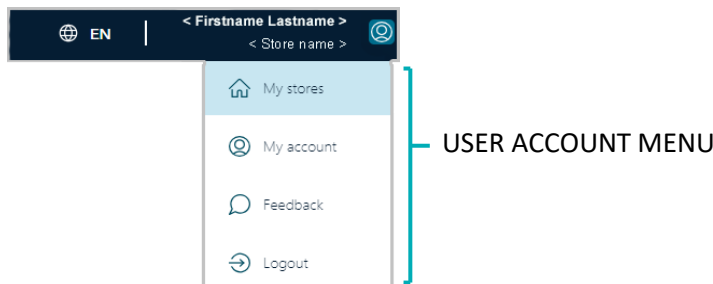 EN
< Firstname Lastname >
< Store name >
My stores
My account
Feedback
Logout
USER ACCOUNT MENU